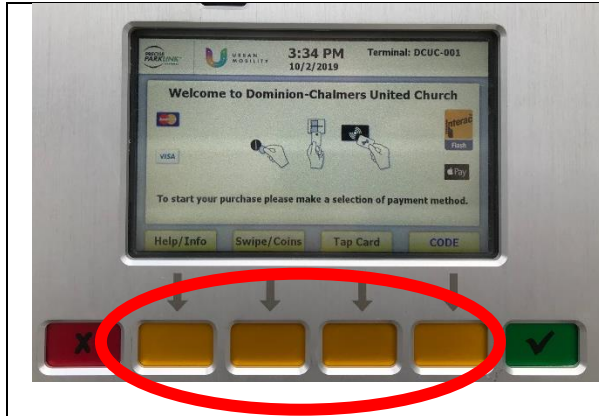 PRECISE
PARKLINK
URBAN
MOBILITY
3:34 PM
10/2/2019
Terminal: DCUC-001
Welcome to Dominion-Chalmers United Church
VISA
Interac
Flash
Pay
To start your purchase please make a selection of payment method.
Help/Info
Swipe/Coins
Tap Card
CODE